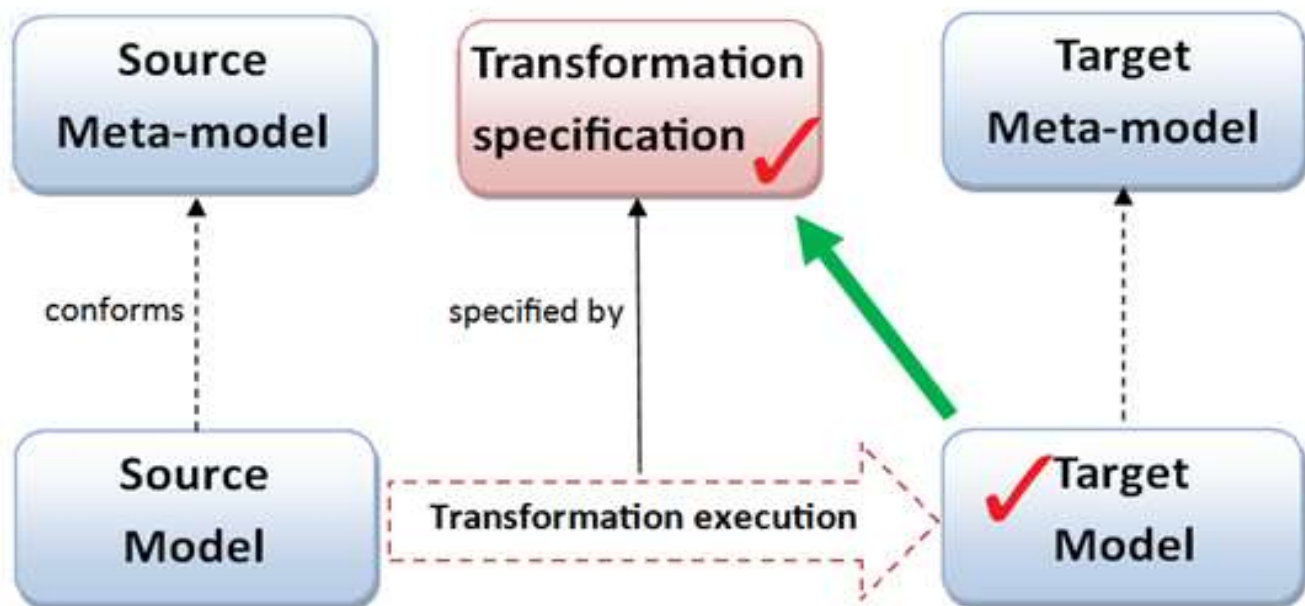 Source
Meta-model
Transformation
specification
Target
Meta-model
conforms
specified by
Source
Model
Transformation execution
Target
Model